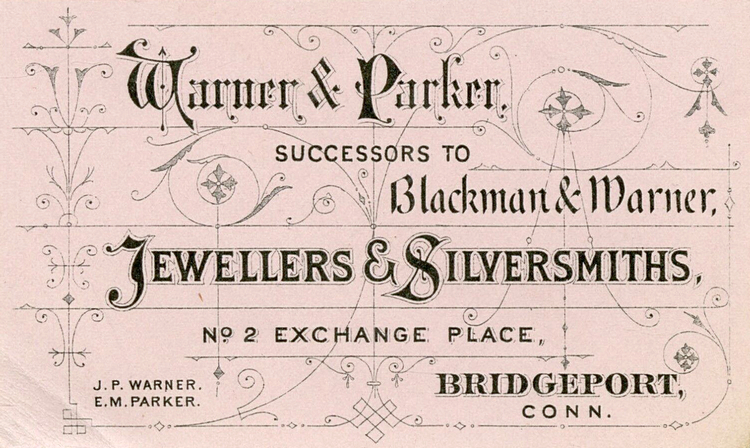 Warner & Parker,
SUCCESSORS TO
Blackman & Warner,
JEWELLERS & SILVERSMITHS,
No 2 EXCHANGE PLACE,
J. P. WARNER.
E. M. PARKER.
BRIDGEPORT,
CONN.